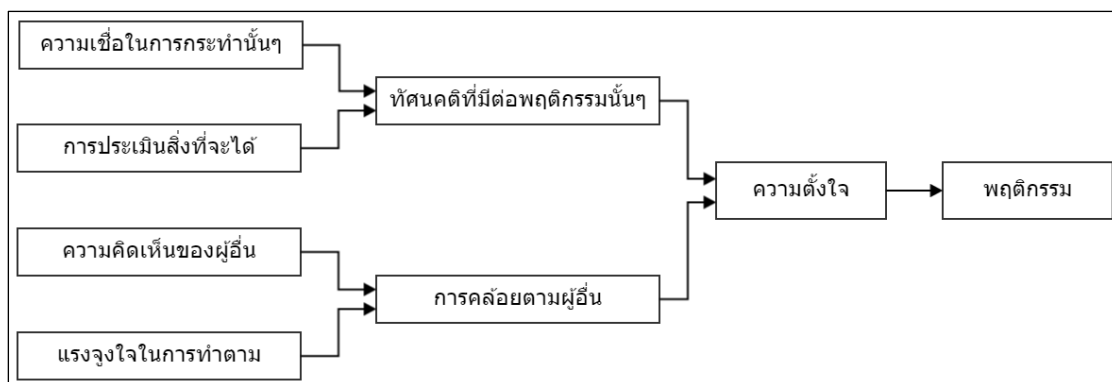 ความเชื่อในการกระทำนั้นๆ
ทัศนคติที่มีต่อพฤติกรรมนั้นๆ
การประเมินสิ่งที่จะได้
ความตั้งใจ
พฤติกรรม
ความคิดเห็นของผู้อื่น
การคล้อยตามผู้อื่น
แรงจูงใจในการทำตาม